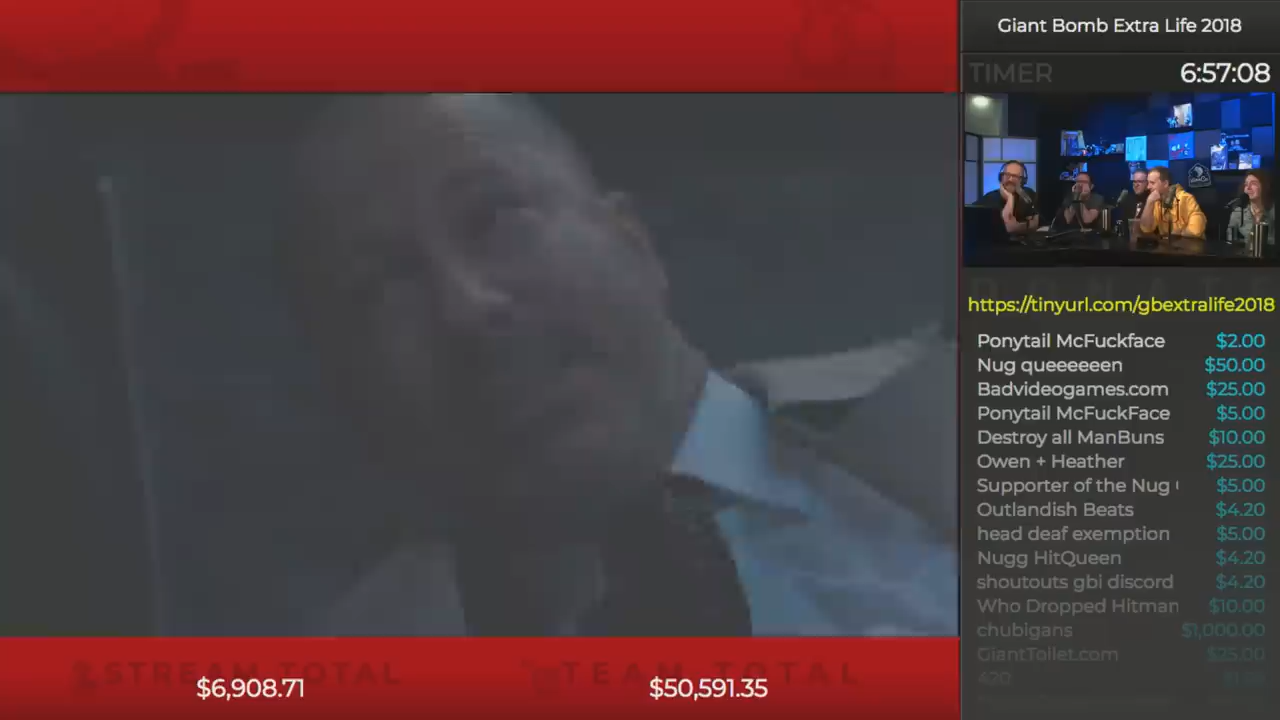 Giant Bomb Extra Life 2018
TIMER 6:57:08
https://tinyurl.com/gbextralife2018
Ponytail McFuckface $2.00
Nug queeeeeen $50.00
Badvideogames.com $25.00
Ponytail McFuckFace $5.00
Destroy all ManBuns $10.00
Owen + Heather $25.00
Supporter of the Nug $5.00
Outlandish Beats $4.20
head deaf exemption $5.00
Nugg HitQueen $4.20
shoutouts gbi discord $4.20
Who Dropped Hitman $10.00
chubigans $1,000.00
GiantToilet.com $25.00
420
STREAM TOTAL TEAM TOTAL
$6,908.71 $50,591.35